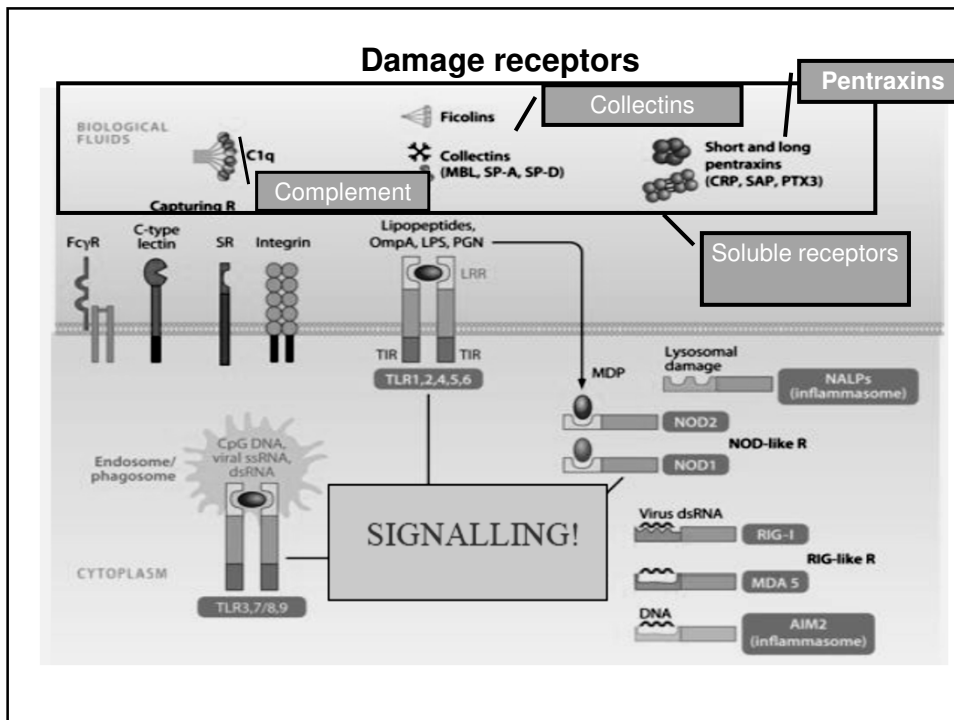 Damage receptors
Pentraxins
Collectins
BIOLOGICAL
FLUIDS
Ficolins
C1q
Collectins
(MBL, SP-A, SP-D)
Short and long
pentraxins
(CRP, SAP, PTX3)
Complement
Capturing R
Soluble receptors
FcγR
C-type
lectin
SR
Integrin
Lipopeptides,
OmpA, LPS, PGN
LRR
TIR
TIR
TLR1,2,4,5,6
MDP
Lysosomal
damage
NALPs
(inflammasome)
NOD2
NOD-like R
NOD1
Endosome/
phagosome
CpG DNA,
viral ssRNA,
dsRNA
SIGNALLING!
Virus dsRNA
RIG-I
RIG-like R
MDA 5
CYTOPLASM
TLR3,7/8,9
DNA
AIM2
(inflammasome)